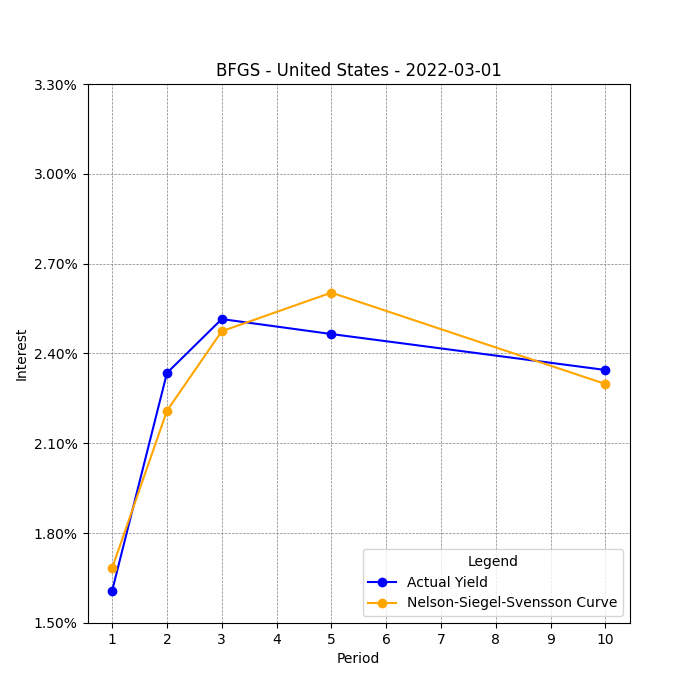 BFGS - United States - 2022-03-01
3.30%
3.00%
2.70%
2.40%
2.10%
1.80%
1.50%
Interest
Legend
Actual Yield
Nelson-Siegel-Svensson Curve
1 2 3 4 5 6 7 8 9 10
Period